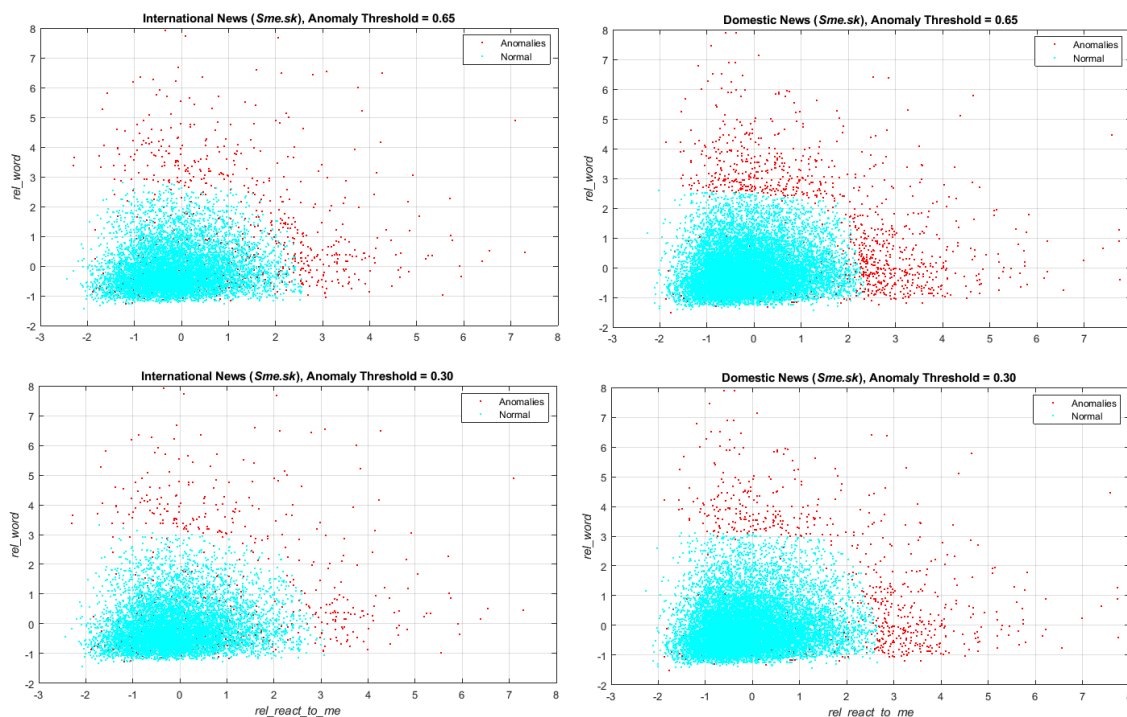 International News (Sme.sk), Anomaly Threshold = 0.65
8
7
6
5
4
3
2
1
0
-1
-2
rel_word
-3 -2 -1 0 1 2 3 4 5 6 7 8
Anomalies
Normal
Domestic News (Sme.sk), Anomaly Threshold = 0.65
8
7
6
5
4
3
2
1
0
-1
-2
rel_word
-3 -2 -1 0 1 2 3 4 5 6 7 8
Anomalies
Normal
International News (Sme.sk), Anomaly Threshold = 0.30
8
7
6
5
4
3
2
1
0
-1
-2
rel_word
-3 -2 -1 0 1 2 3 4 5 6 7 8
rel_react_to_me
Anomalies
Normal
Domestic News (Sme.sk), Anomaly Threshold = 0.30
8
7
6
5
4
3
2
1
0
-1
-2
rel_word
-3 -2 -1 0 1 2 3 4 5 6 7 8
rel_react_to_me
Anomalies
Normal